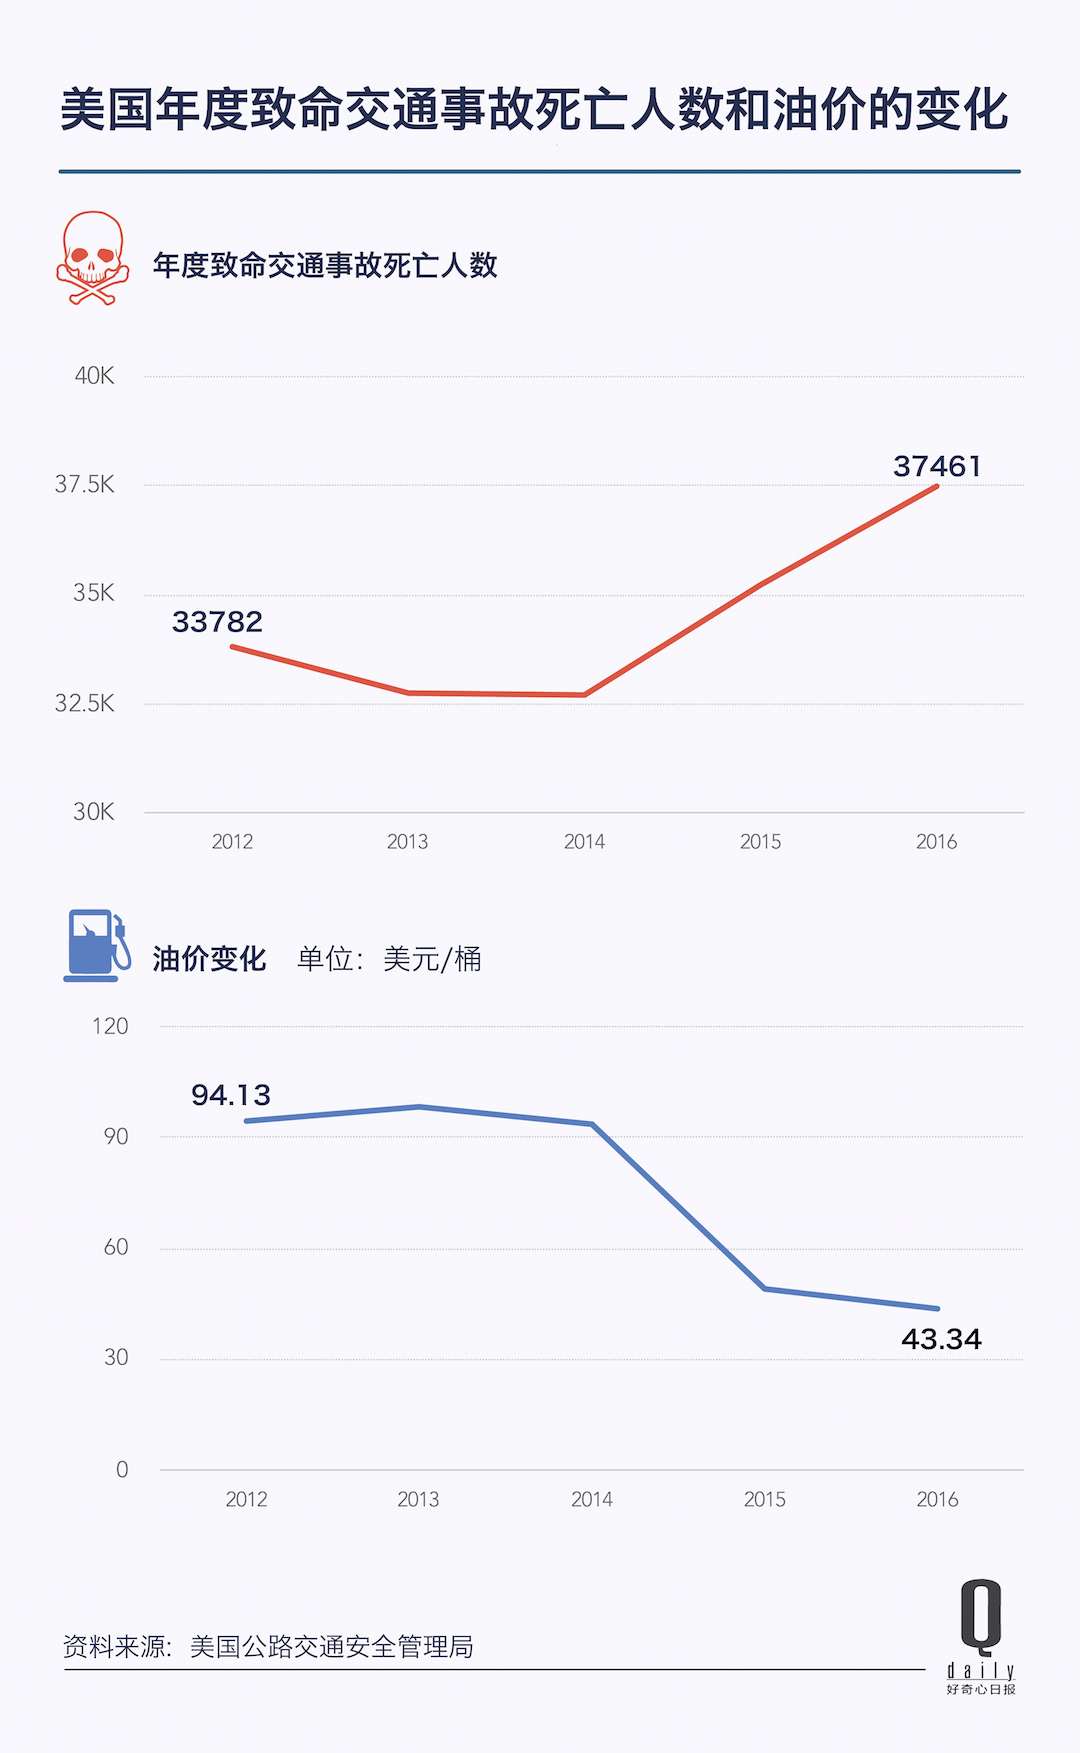 美国年度致命交通事故死亡人数和油价的变化
年度致命交通事故死亡人数
40K
37461
37.5K
35K
33782
32.5K
30K
2012 2013 2014 2015 2016
油价变化 单位：美元/桶
120
94.13
90
60
43.34
30
0
2012 2013 2014 2015 2016
资料来源：美国公路交通安全管理局
Q
daily
好奇心日报